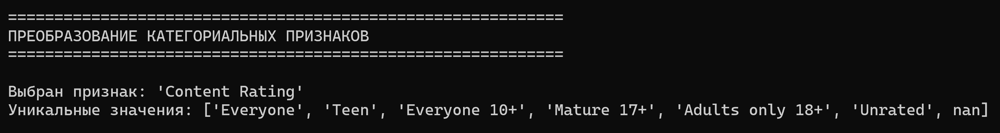 ============================================================
ПРЕОБРАЗОВАНИЕ КАТЕГОРИАЛЬНЫХ ПРИЗНАКОВ
============================================================
Выбран признак: 'Content Rating'
Уникальные значения: ['Everyone', 'Teen', 'Everyone 10+', 'Mature 17+', 'Adults only 18+', 'Unrated', nan]